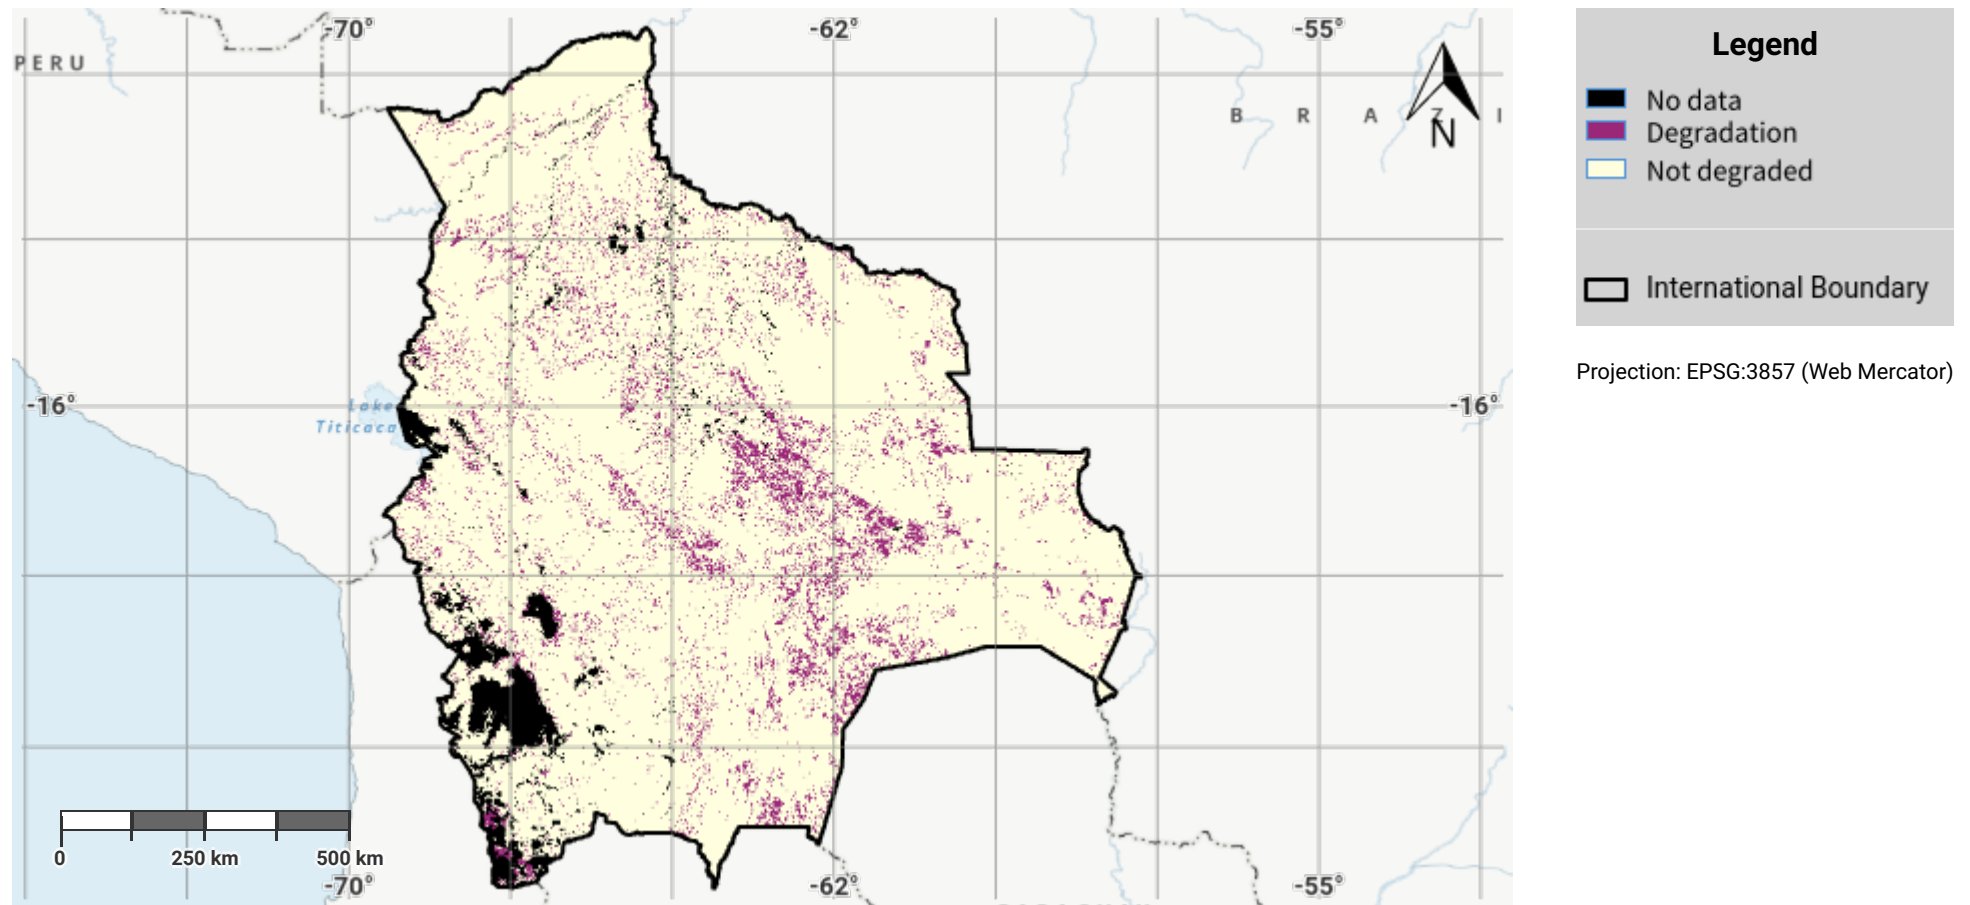 -70°
-62°
-55°
PERU
B R A Z I
N
-16°
-16°
Lake
Titicaca
0
250 km
500 km
-70°
-62°
-55°
Legend
No data
Degradation
Not degraded
International Boundary
Projection: EPSG:3857 (Web Mercator)